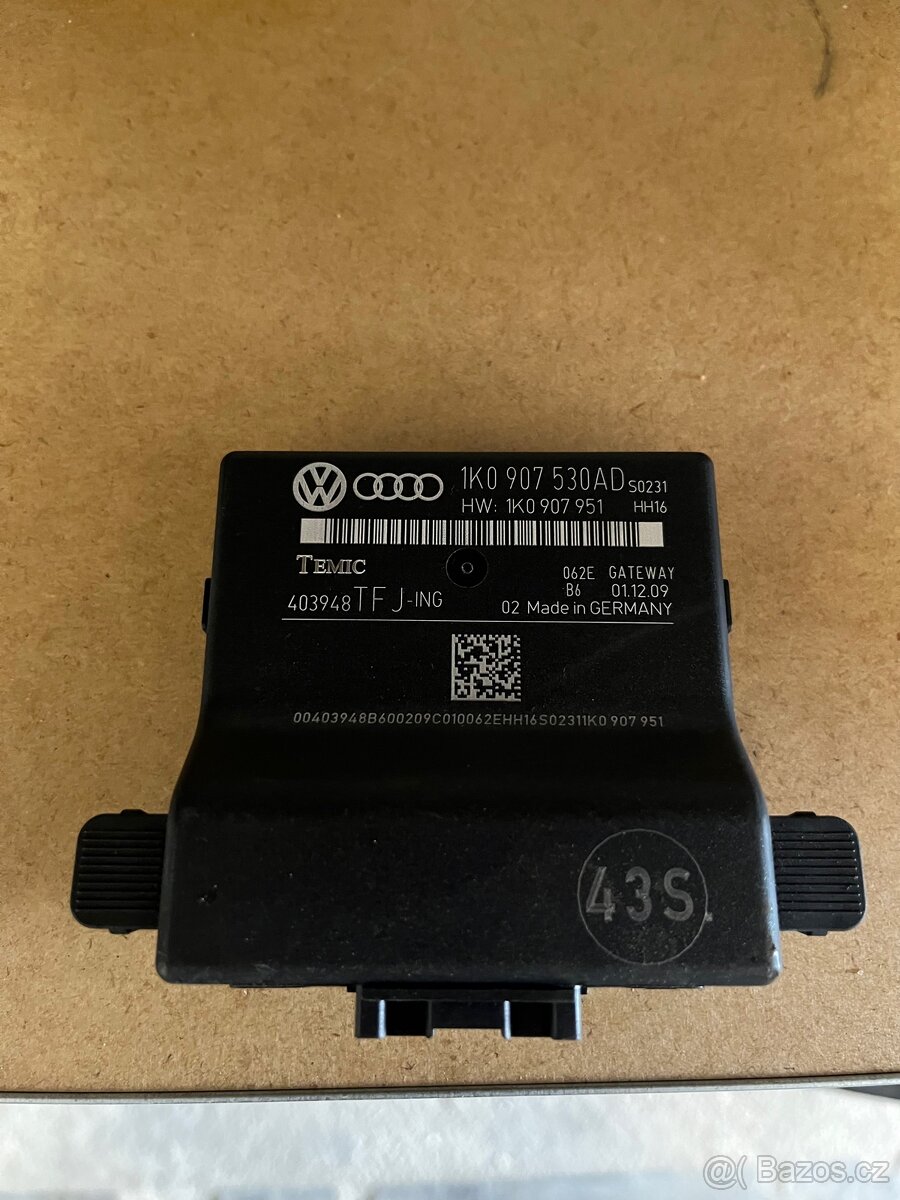 1K0 907 530AD S0231
HW: 1K0 907 951 HH16
TEMIC
062E GATEWAY
B6 01.12.09
403948TFJ-ING
02 Made in GERMANY
00403948B600209C010062EHH16S02311K0 907 951
43S
@( Bazos.cz